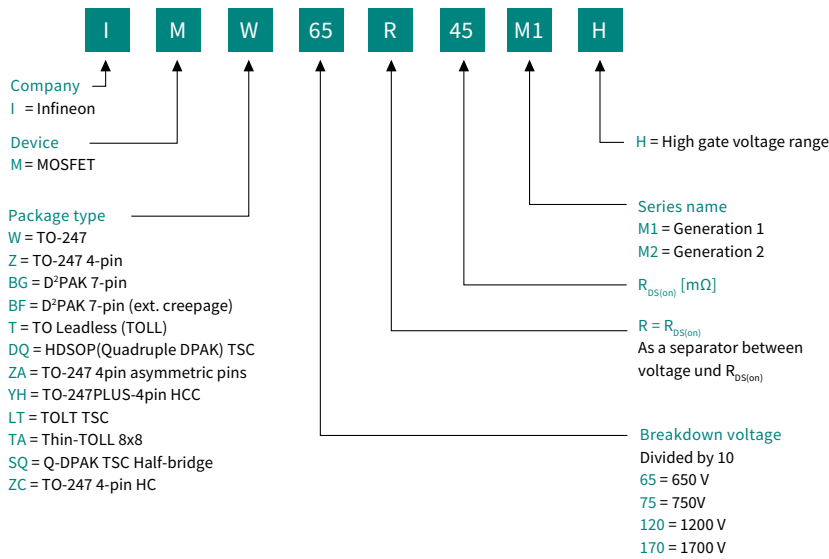 I M W 65 R 45 M1 H
Company
I = Infineon
Device
M = MOSFET
Package type
W = TO-247
Z = TO-247 4-pin
BG = D²PAK 7-pin
BF = D²PAK 7-pin (ext. creepage)
T = TO Leadless (TOLL)
DQ = HDSOP(Quadruple DPAK) TSC
ZA = TO-247 4pin asymmetric pins
YH = TO-247PLUS-4pin HCC
LT = TOLT TSC
TA = Thin-TOLL 8x8
SQ = Q-DPAK TSC Half-bridge
ZC = TO-247 4-pin HC
H = High gate voltage range
Series name
M1 = Generation 1
M2 = Generation 2
RDS(on) [mΩ]
R = RDS(on)
As a separator between
voltage und RDS(on)
Breakdown voltage
Divided by 10
65 = 650 V
75 = 750V
120 = 1200 V
170 = 1700 V